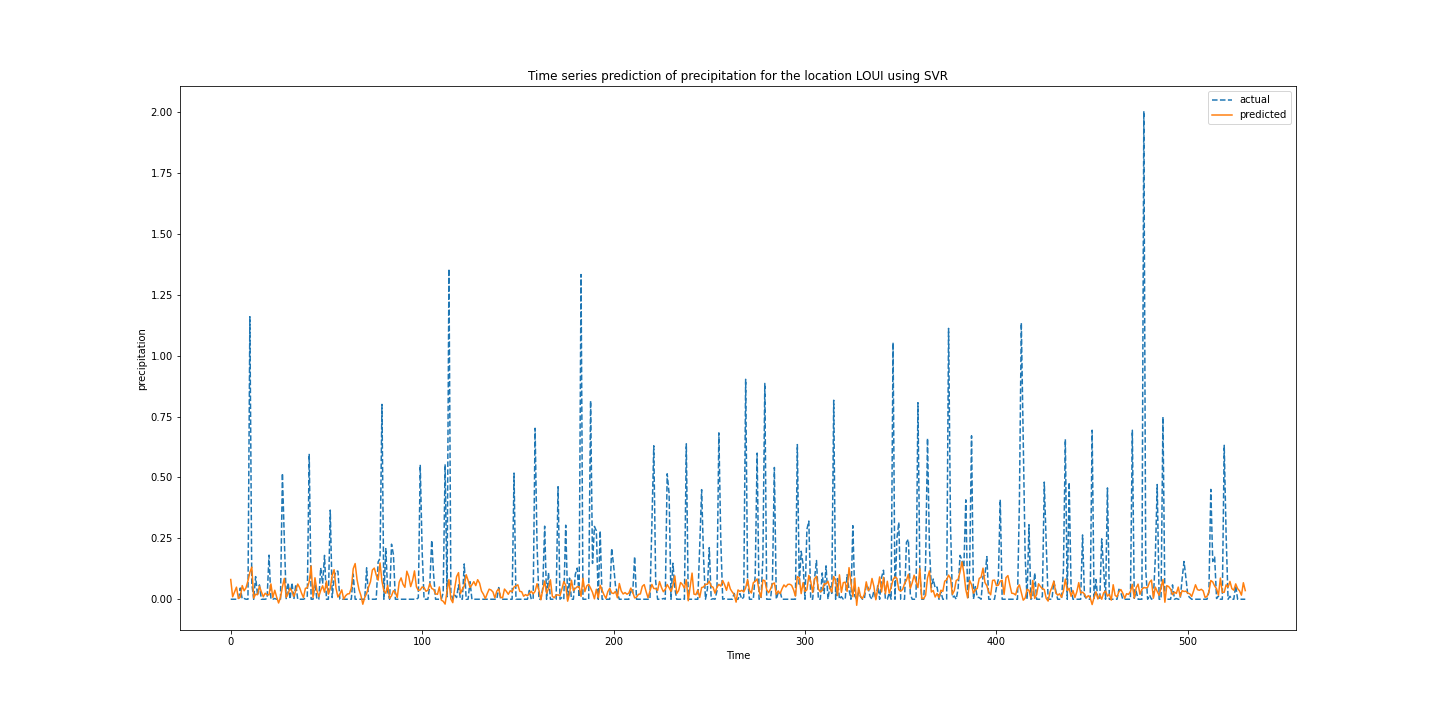 Time series prediction of precipitation for the location LOUI using SVR
actual
predicted
2.00
1.75
1.50
1.25
1.00
0.75
0.50
0.25
0.00
precipitation
0 100 200 300 400 500
Time